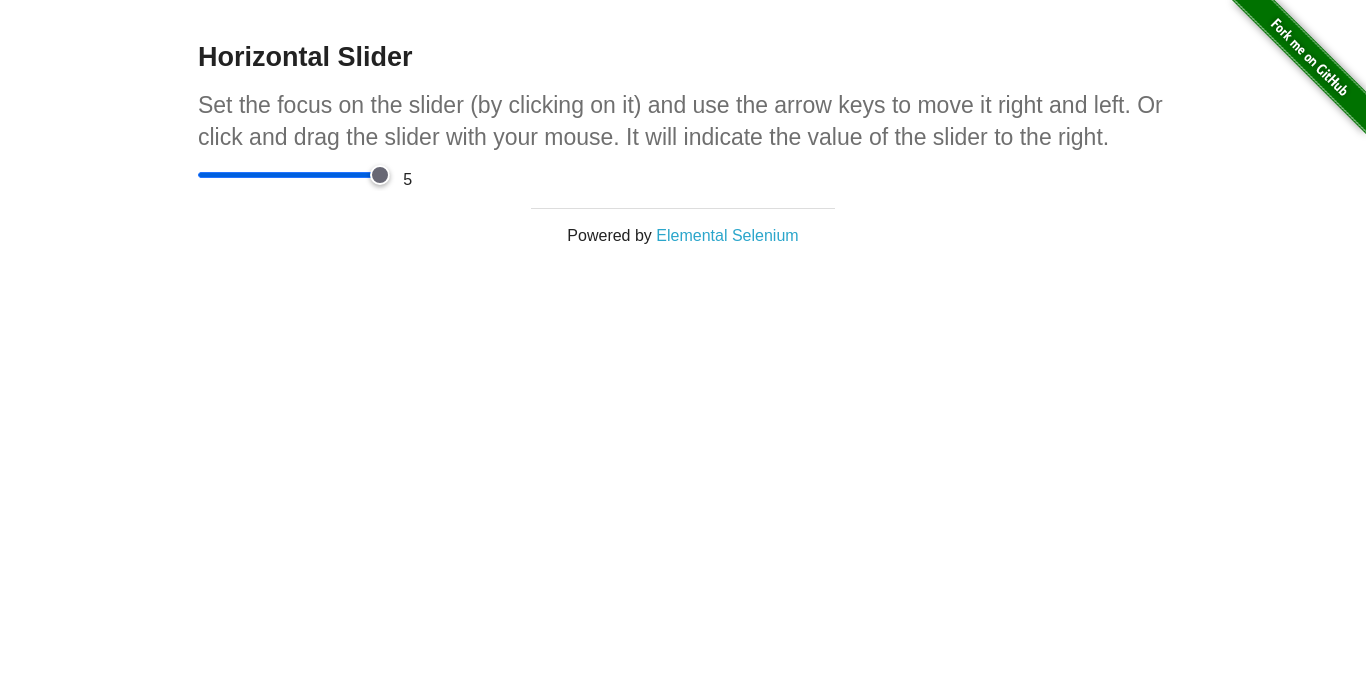 Horizontal Slider
Set the focus on the slider (by clicking on it) and use the arrow keys to move it right and left. Or
click and drag the slider with your mouse. It will indicate the value of the slider to the right.
5
Powered by Elemental Selenium
Fork me on GitHub